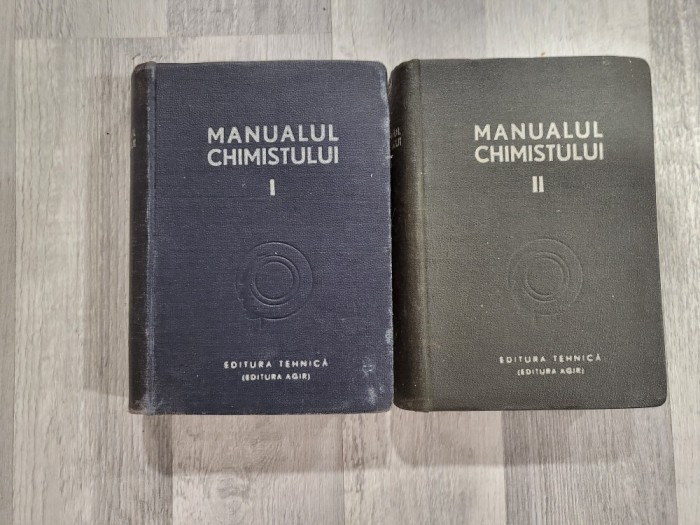 MANUALUL
CHIMISTULUI
I
EDITURA TEHNICĂ
(EDITURA AGIR)
MANUALUL
CHIMISTULUI
II
EDITURA TEHNICĂ
(EDITURA AGIR)